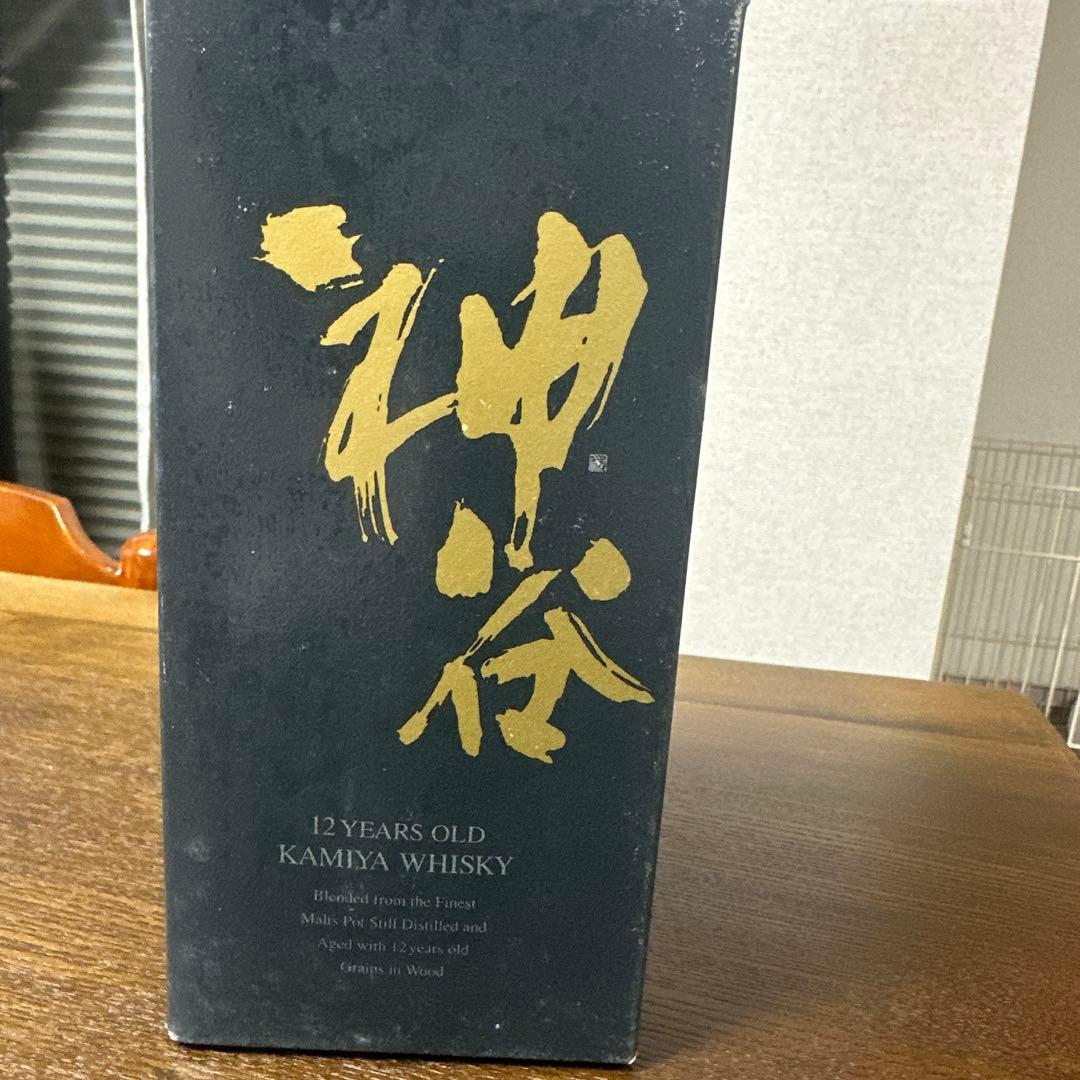 神谷
12 YEARS OLD
KAMIYA WHISKY
Blended from the Finest
Malts Pot Still Distilled and
Aged with 12 years old
Grains in Wood